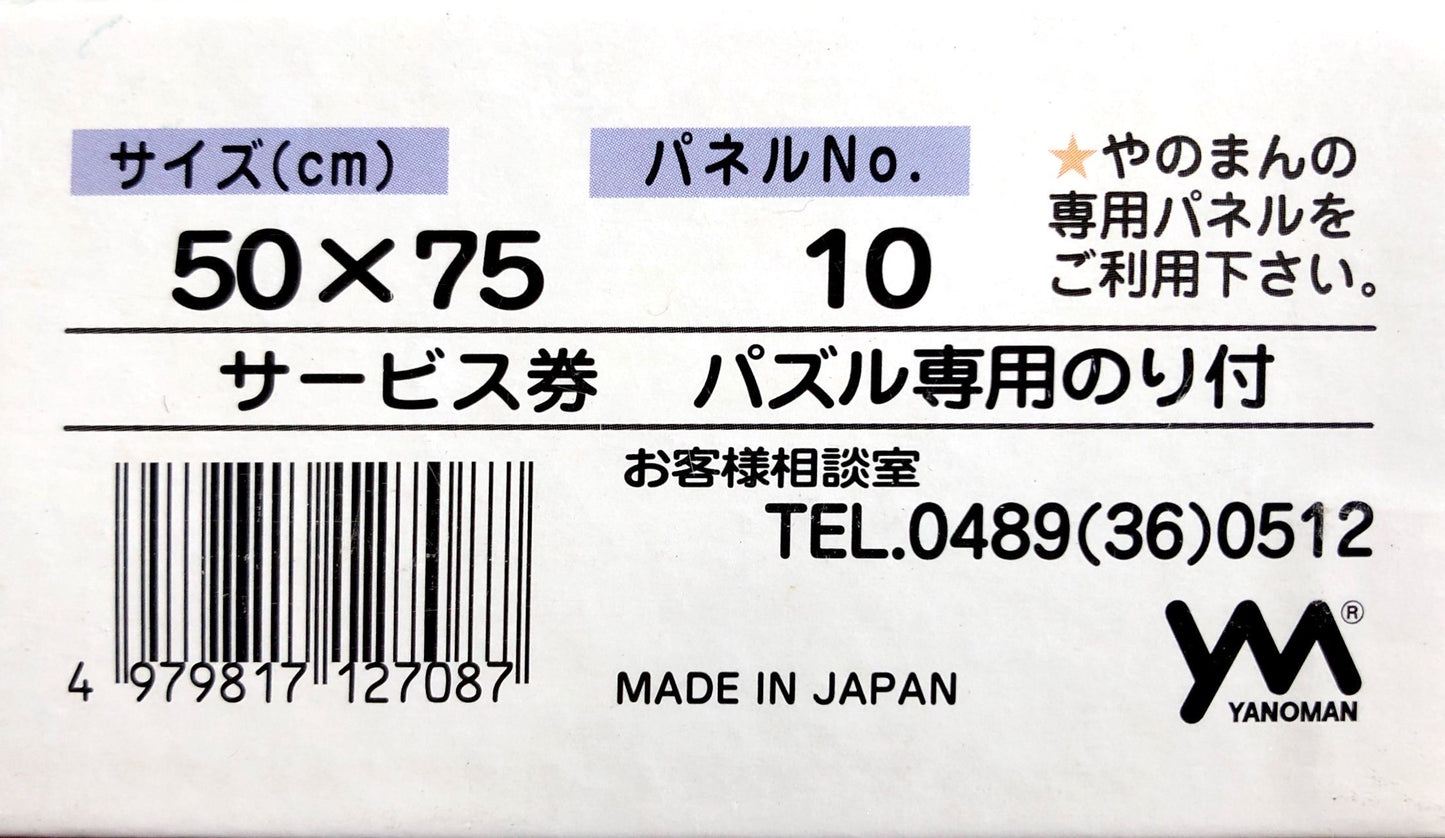 サイズ(cm)
50×75
パネルNo.
10
★やのまんの
専用パネルを
ご利用下さい。
サービス券 パズル専用のり付
お客様相談室
TEL.0489(36)0512
4 979817 127087
MADE IN JAPAN
YM®
YANOMAN